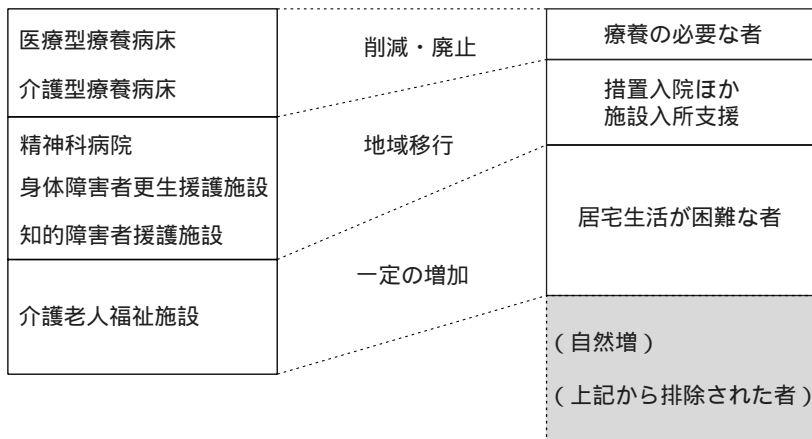 医療型療養病床
介護型療養病床
精神科病院
身体障害者更生援護施設
知的障害者援護施設
介護老人福祉施設
削減・廃止
地域移行
一定の増加
療養の必要な者
措置入院ほか
施設入所支援
居宅生活が困難な者
（自然増）
（上記から排除された者）